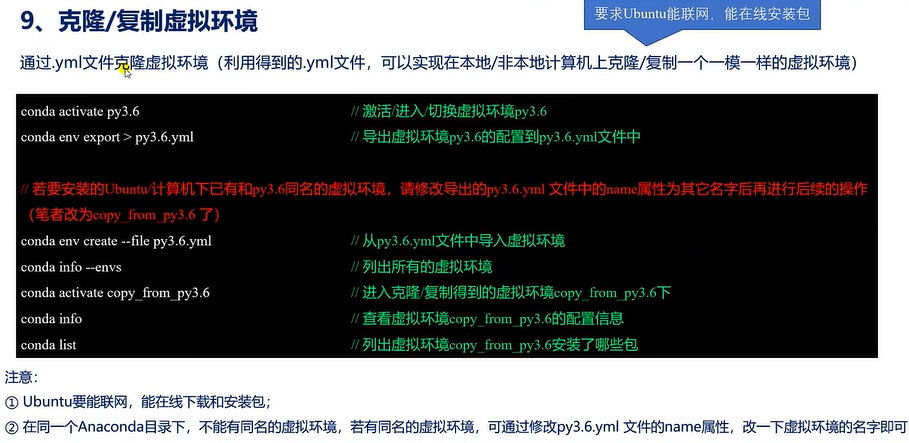 9、克隆/复制虚拟环境
要求Ubuntu能联网，能在线安装包
通过.yml文件克隆虚拟环境（利用得到的.yml文件，可以实现在本地/非本地计算机上克隆/复制一个一模一样的虚拟环境）
conda activate py3.6 // 激活/进入/切换虚拟环境py3.6
conda env export > py3.6.yml // 导出虚拟环境py3.6的配置到py3.6.yml文件中
// 若要安装的Ubuntu/计算机下已有和py3.6同名的虚拟环境，请修改导出的py3.6.yml 文件中的name属性为其它名字后再进行后续的操作
（笔者改为copy_from_py3.6 了）
conda env create --file py3.6.yml // 从py3.6.yml文件中导入虚拟环境
conda info --envs // 列出所有的虚拟环境
conda activate copy_from_py3.6 // 进入克隆/复制得到的虚拟环境copy_from_py3.6下
conda info // 查看虚拟环境copy_from_py3.6的配置信息
conda list // 列出虚拟环境copy_from_py3.6安装了哪些包
注意：
① Ubuntu要能联网，能在线下载和安装包；
② 在同一个Anaconda目录下，不能有同名的虚拟环境，若有同名的虚拟环境，可通过修改py3.6.yml 文件的name属性，改一下虚拟环境的名字即可